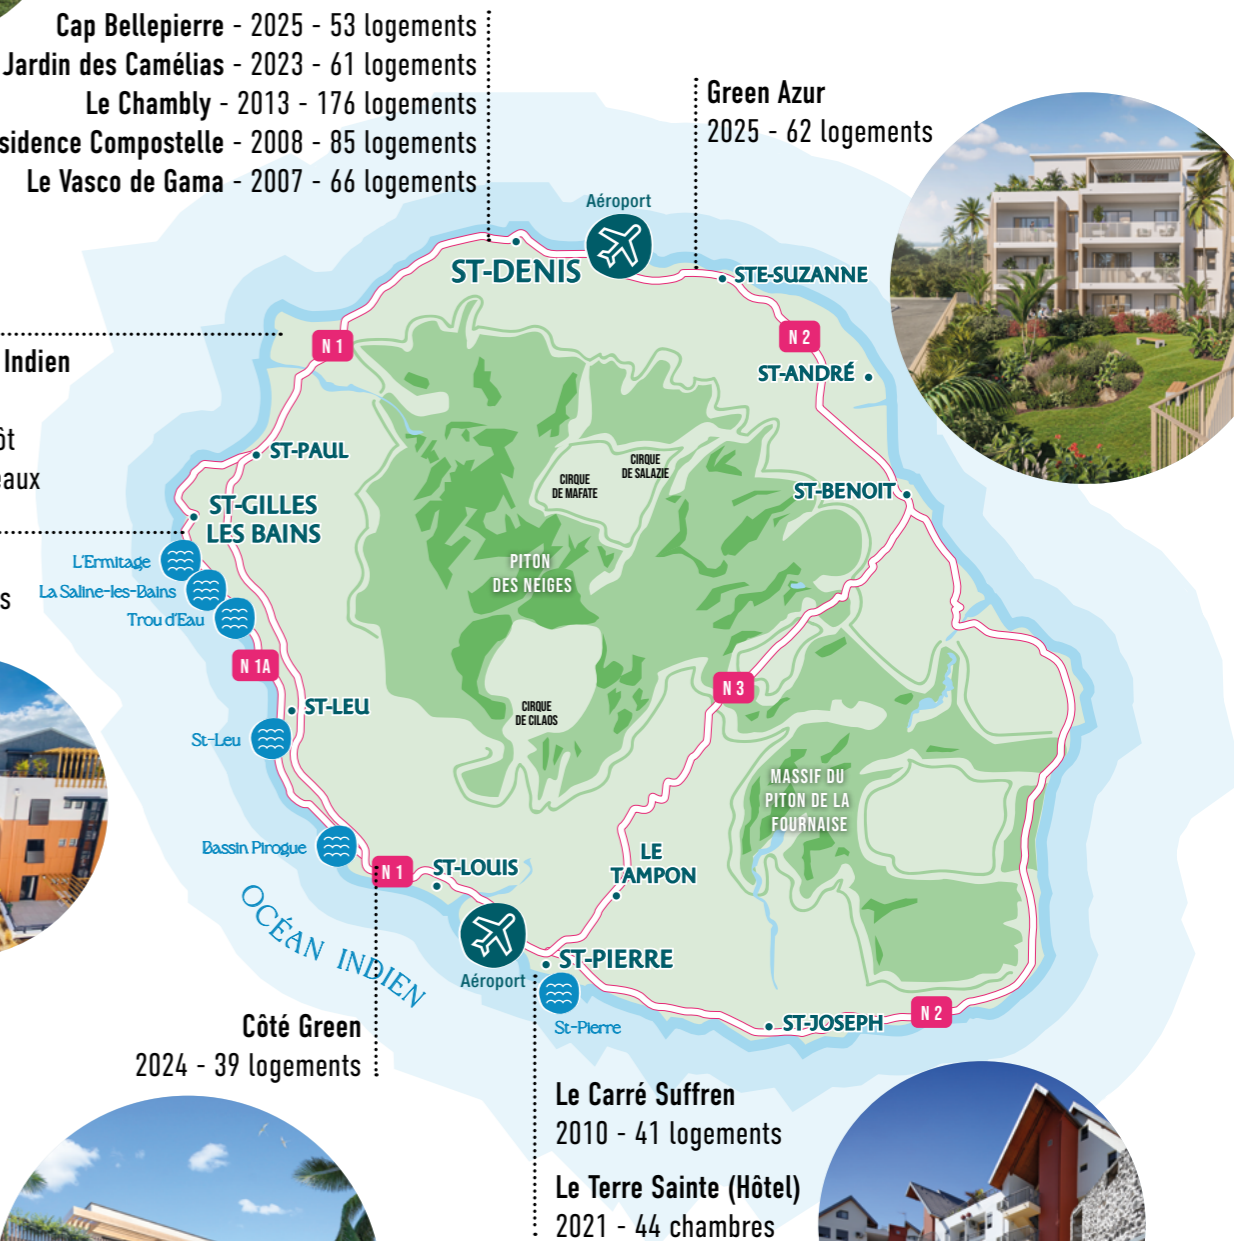 Cap Bellepierre - 2025 - 53 logements
Jardin des Camélias - 2023 - 61 logements
Le Chambly - 2013 - 176 logements
sidence Compostelle - 2008 - 85 logements
Le Vasco de Gama - 2007 - 66 logements
Green Azur
2025 - 62 logements
Aéroport
ST-DENIS
STE-SUZANNE
N 1
N 2
Indien
ST-ANDRÉ
ôt
ST-PAUL
CIRQUE
DE SALAZIE
CIRQUE
DE MAFATE
eaux
ST-BENOIT
ST-GILLES
LES BAINS
L'Ermitage
PITON
DES NEIGES
La Saline-les-Bains
s
Trou d'Eau
N 1A
N 3
ST-LEU
CIRQUE
DE CILAOS
St-Leu
MASSIF DU
PITON DE LA
FOURNAISE
Bassin Pirogue
N 1
ST-LOUIS
LE
TAMPON
OCÉAN INDIEN
Aéroport
ST-PIERRE
St-Pierre
ST-JOSEPH
N 2
Côté Green
2024 - 39 logements
Le Carré Suffren
2010 - 41 logements
Le Terre Sainte (Hôtel)
2021 - 44 chambres